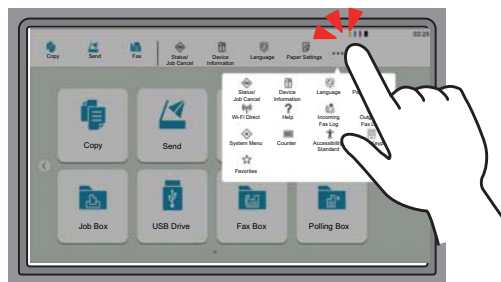 02:25
Copy
Send
Fax
Status/
Job Cancel
Device
Information
Language
Paper Settings
Status/
Job Cancel
Device
Information
Language
Wi-Fi Direct
Help
Incoming
Fax Log
System Menu
Counter
Accessibility
Standard
Favorites
Copy
Send
Job Box
USB Drive
Fax Box
Polling Box